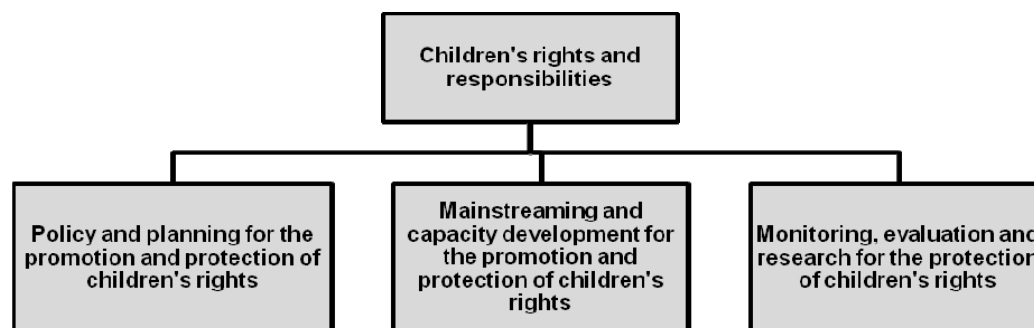 Children's rights and
responsibilities
Policy and planning for the
promotion and protection of
children's rights
Mainstreaming and
capacity development for
the promotion and
protection of children's
rights
Monitoring, evaluation and
research for the protection
of children's rights